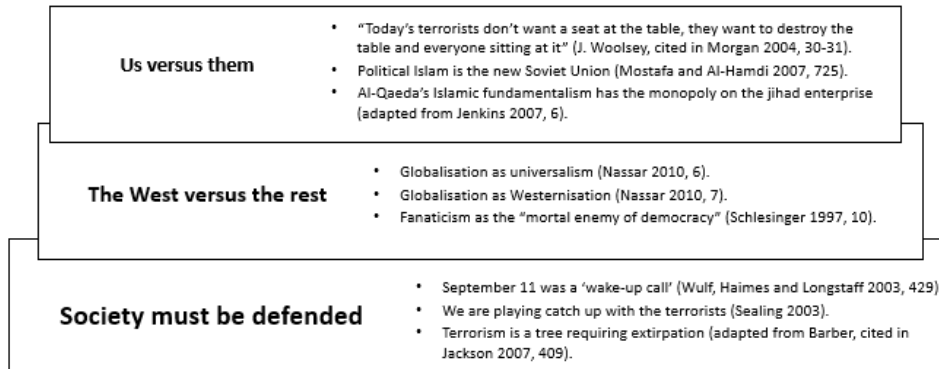 Us versus them
• “Today’s terrorists don’t want a seat at the table, they want to destroy the
table and everyone sitting at it” (J. Woolsey, cited in Morgan 2004, 30-31).
• Political Islam is the new Soviet Union (Mostafa and Al-Hamdi 2007, 725).
• Al-Qaeda’s Islamic fundamentalism has the monopoly on the jihad enterprise
(adapted from Jenkins 2007, 6).
The West versus the rest
• Globalisation as universalism (Nassar 2010, 6).
• Globalisation as Westernisation (Nassar 2010, 7).
• Fanaticism as the “mortal enemy of democracy” (Schlesinger 1997, 10).
Society must be defended
• September 11 was a ‘wake-up call’ (Wulf, Haimes and Longstaff 2003, 429)
• We are playing catch up with the terrorists (Sealing 2003).
• Terrorism is a tree requiring extirpation (adapted from Barber, cited in
Jackson 2007, 409).